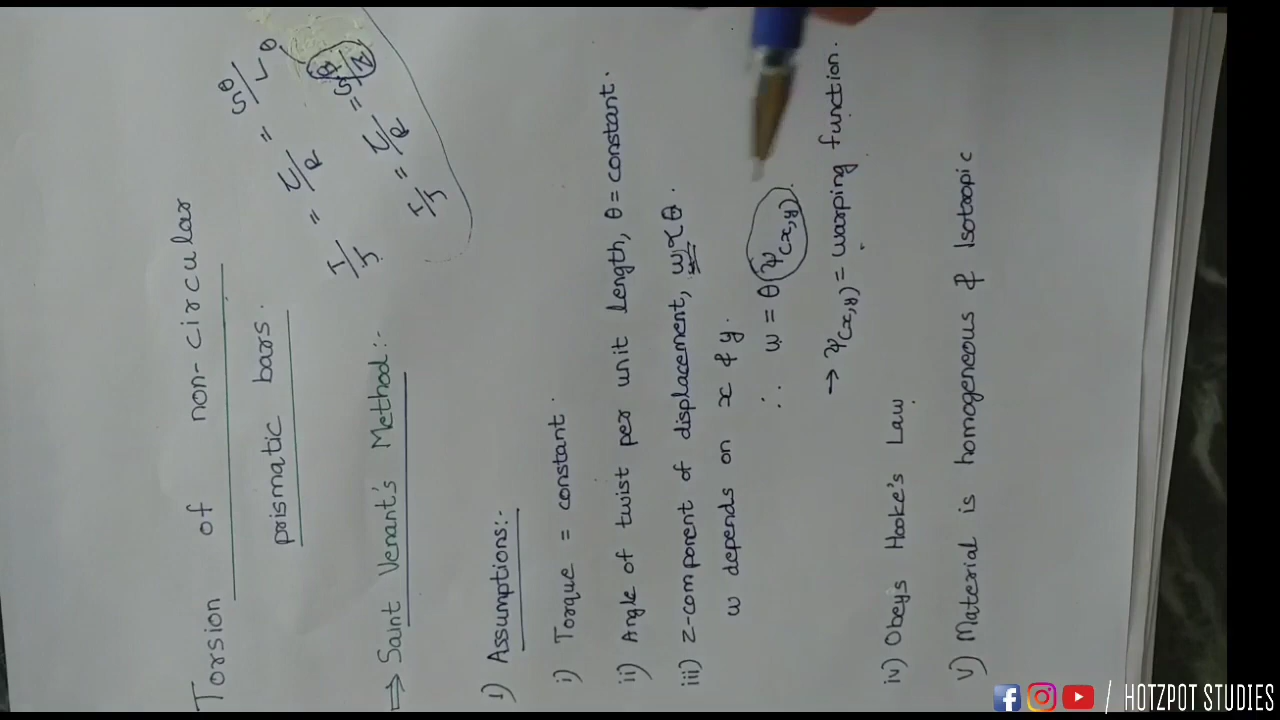 Torsion of non-circular
prismatic bars.
T/J = τ/R = Gθ/L
θ
T/J = τ/R = G
⇒ Saint Venant's Method:-
1) Assumptions:-
i) Torque = constant.
ii) Angle of twist per unit length, θ = constant.
iii) Z-component of displacement, w ∝ θ.
w depends on x & y.
∴ w = θ ψ(x,y).
→ ψ(x,y) = warping function.
iv) Obeys Hooke's Law.
v) Material is homogeneous & Isotropic
/ HOTZPOT STUDIES